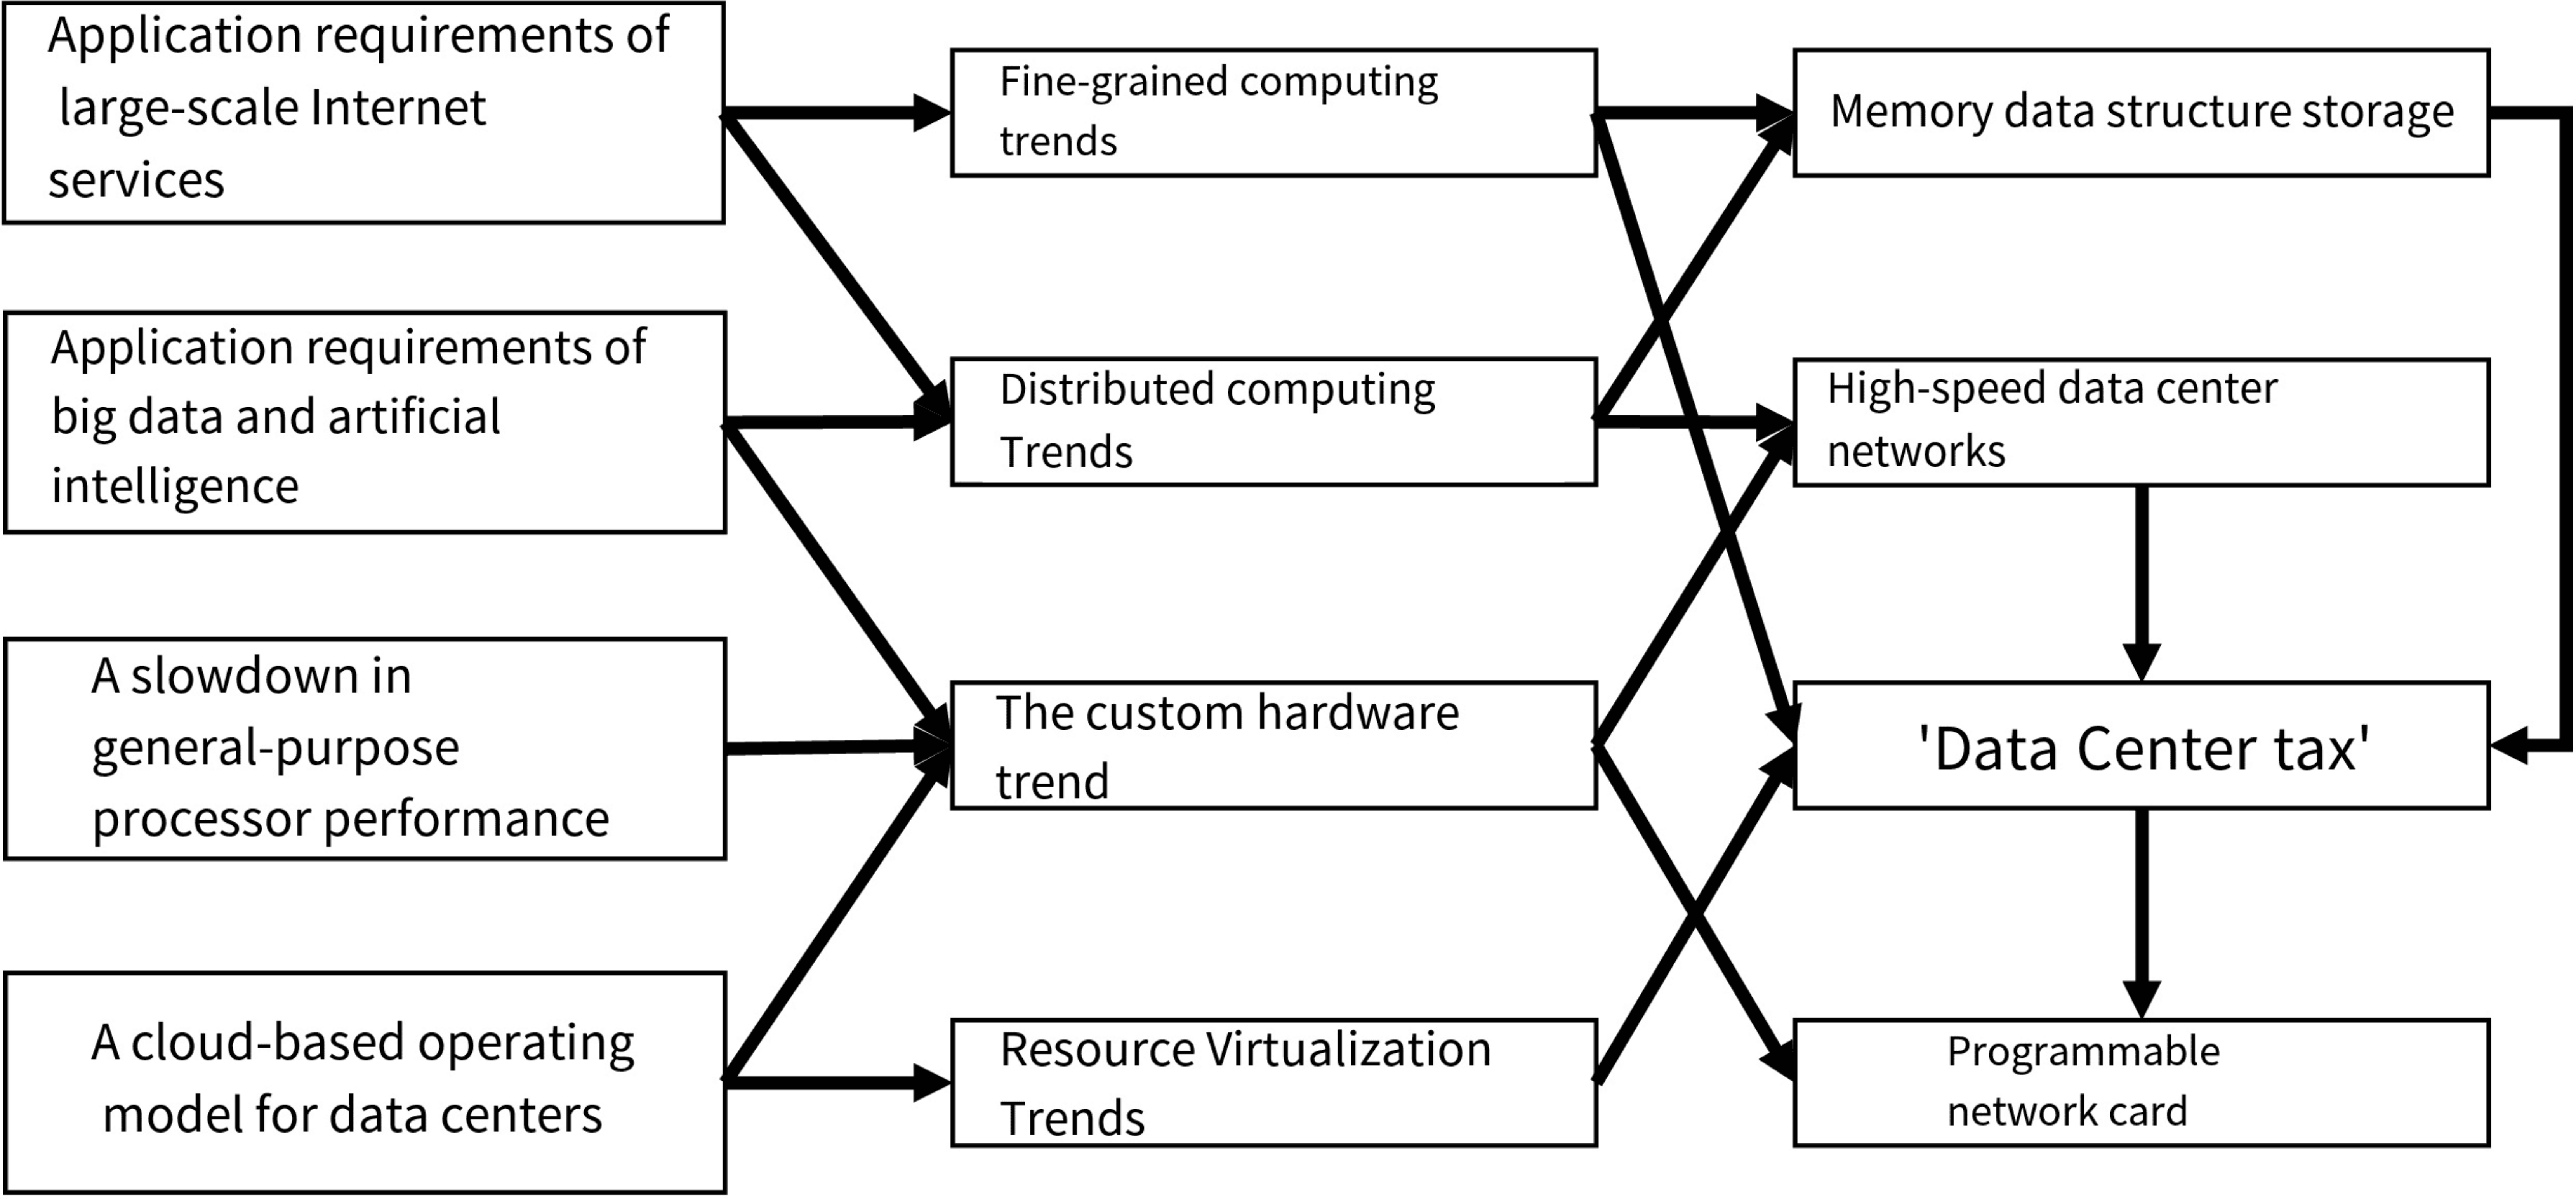 Application requirements of
large-scale Internet
services
Fine-grained computing
trends
Memory data structure storage
Application requirements of
big data and artificial
intelligence
Distributed computing
Trends
High-speed data center
networks
A slowdown in
general-purpose
processor performance
The custom hardware
trend
'Data Center tax'
A cloud-based operating
model for data centers
Resource Virtualization
Trends
Programmable
network card